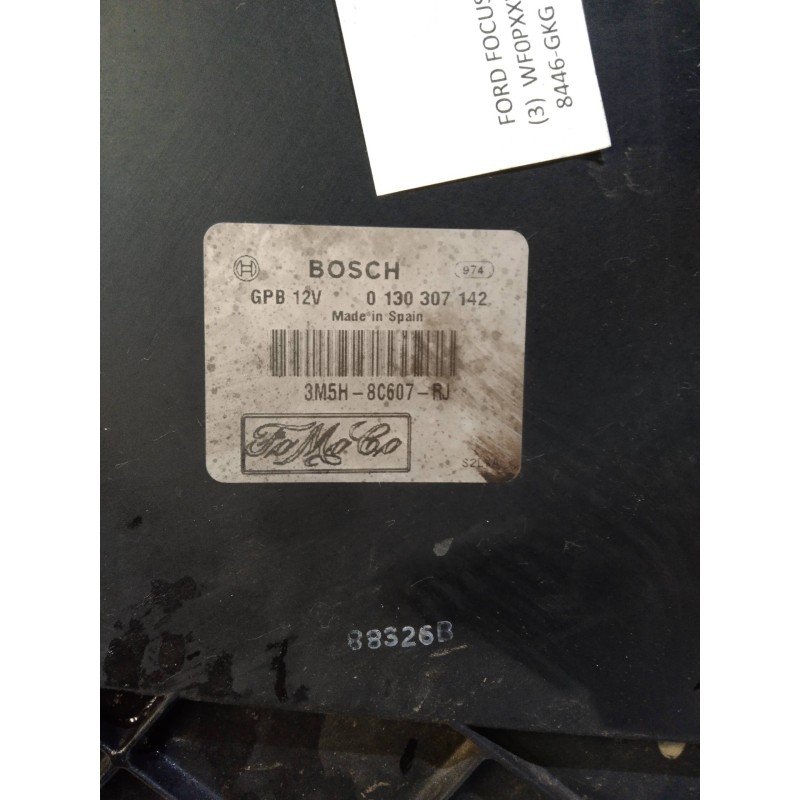 FORD FOCUS
(3) WF0PXX
8446-GKG
BOSCH 974
GPB 12V 0 130 307 142
Made in Spain
3M5H-8C607-RJ
FoMoCo
88326B